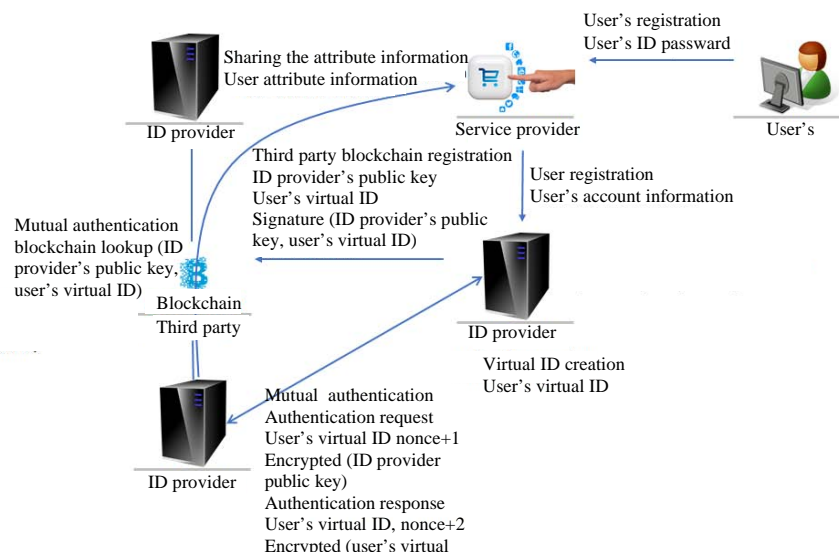 User's registration
User's ID passward
Sharing the attribute information
User attribute information
ID provider
Service provider
User's
Third party blockchain registration
ID provider's public key
User's virtual ID
Signature (ID provider's public
key, user's virtual ID)
User registration
User's account information
Mutual authentication
blockchain lookup (ID
provider's public key,
user's virtual ID)
Blockchain
Third party
ID provider
Virtual ID creation
User's virtual ID
ID provider
Mutual authentication
Authentication request
User's virtual ID nonce+1
Encrypted (ID provider
public key)
Authentication response
User's virtual ID, nonce+2
Encrypted (user's virtual